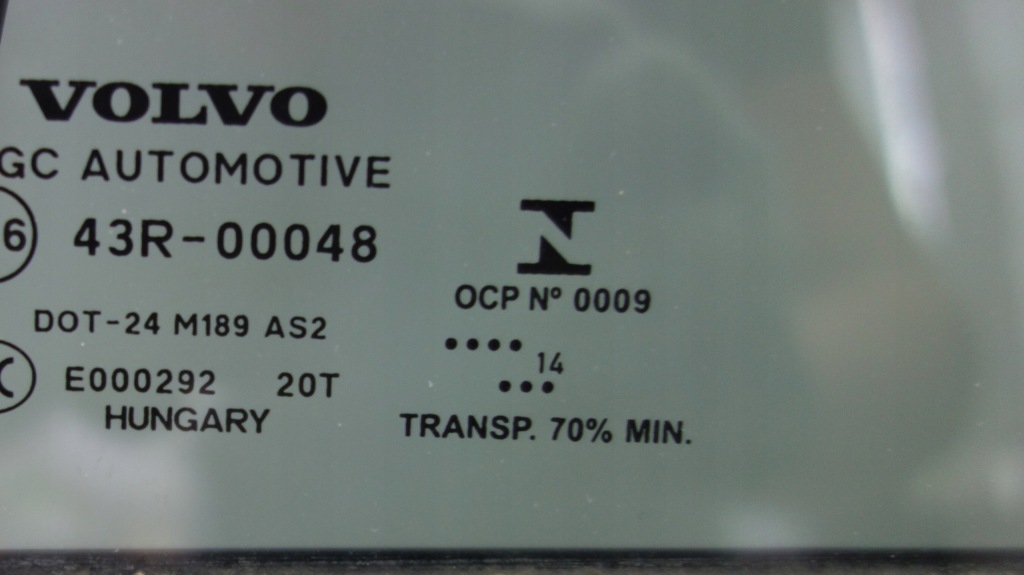 VOLVO
GC AUTOMOTIVE
6 43R-00048
OCP Nº 0009
DOT-24 M189 AS2
•••• 14
•••
E000292 20T
HUNGARY
TRANSP. 70% MIN.